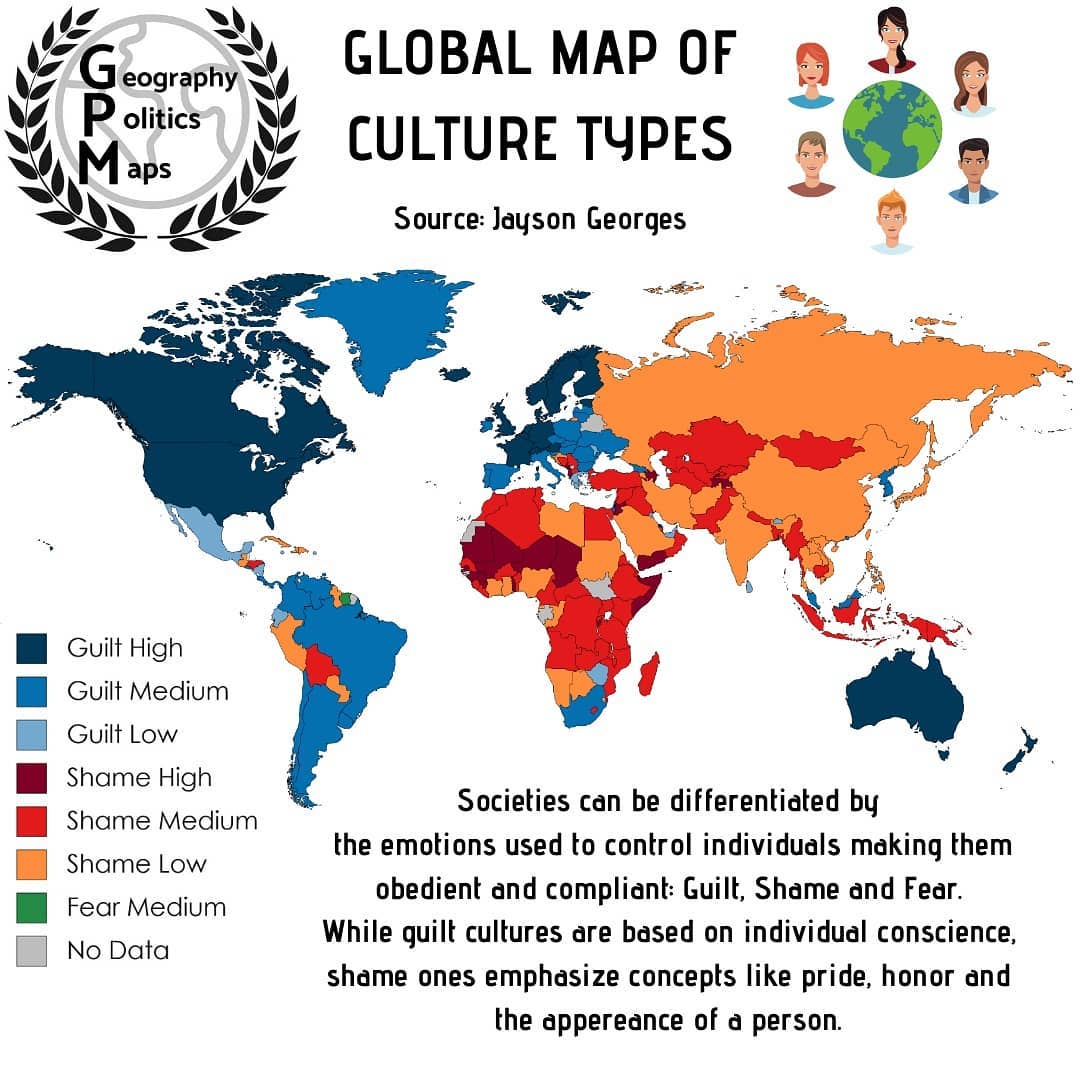 Geography
Politics
Maps
GLOBAL MAP OF
CULTURE TYPES
Source: Jayson Georges
Guilt High
Guilt Medium
Guilt Low
Shame High
Shame Medium
Shame Low
Fear Medium
No Data
Societies can be differentiated by
the emotions used to control individuals making them
obedient and compliant: Guilt, Shame and Fear.
While guilt cultures are based on individual conscience,
shame ones emphasize concepts like pride, honor and
the appereance of a person.